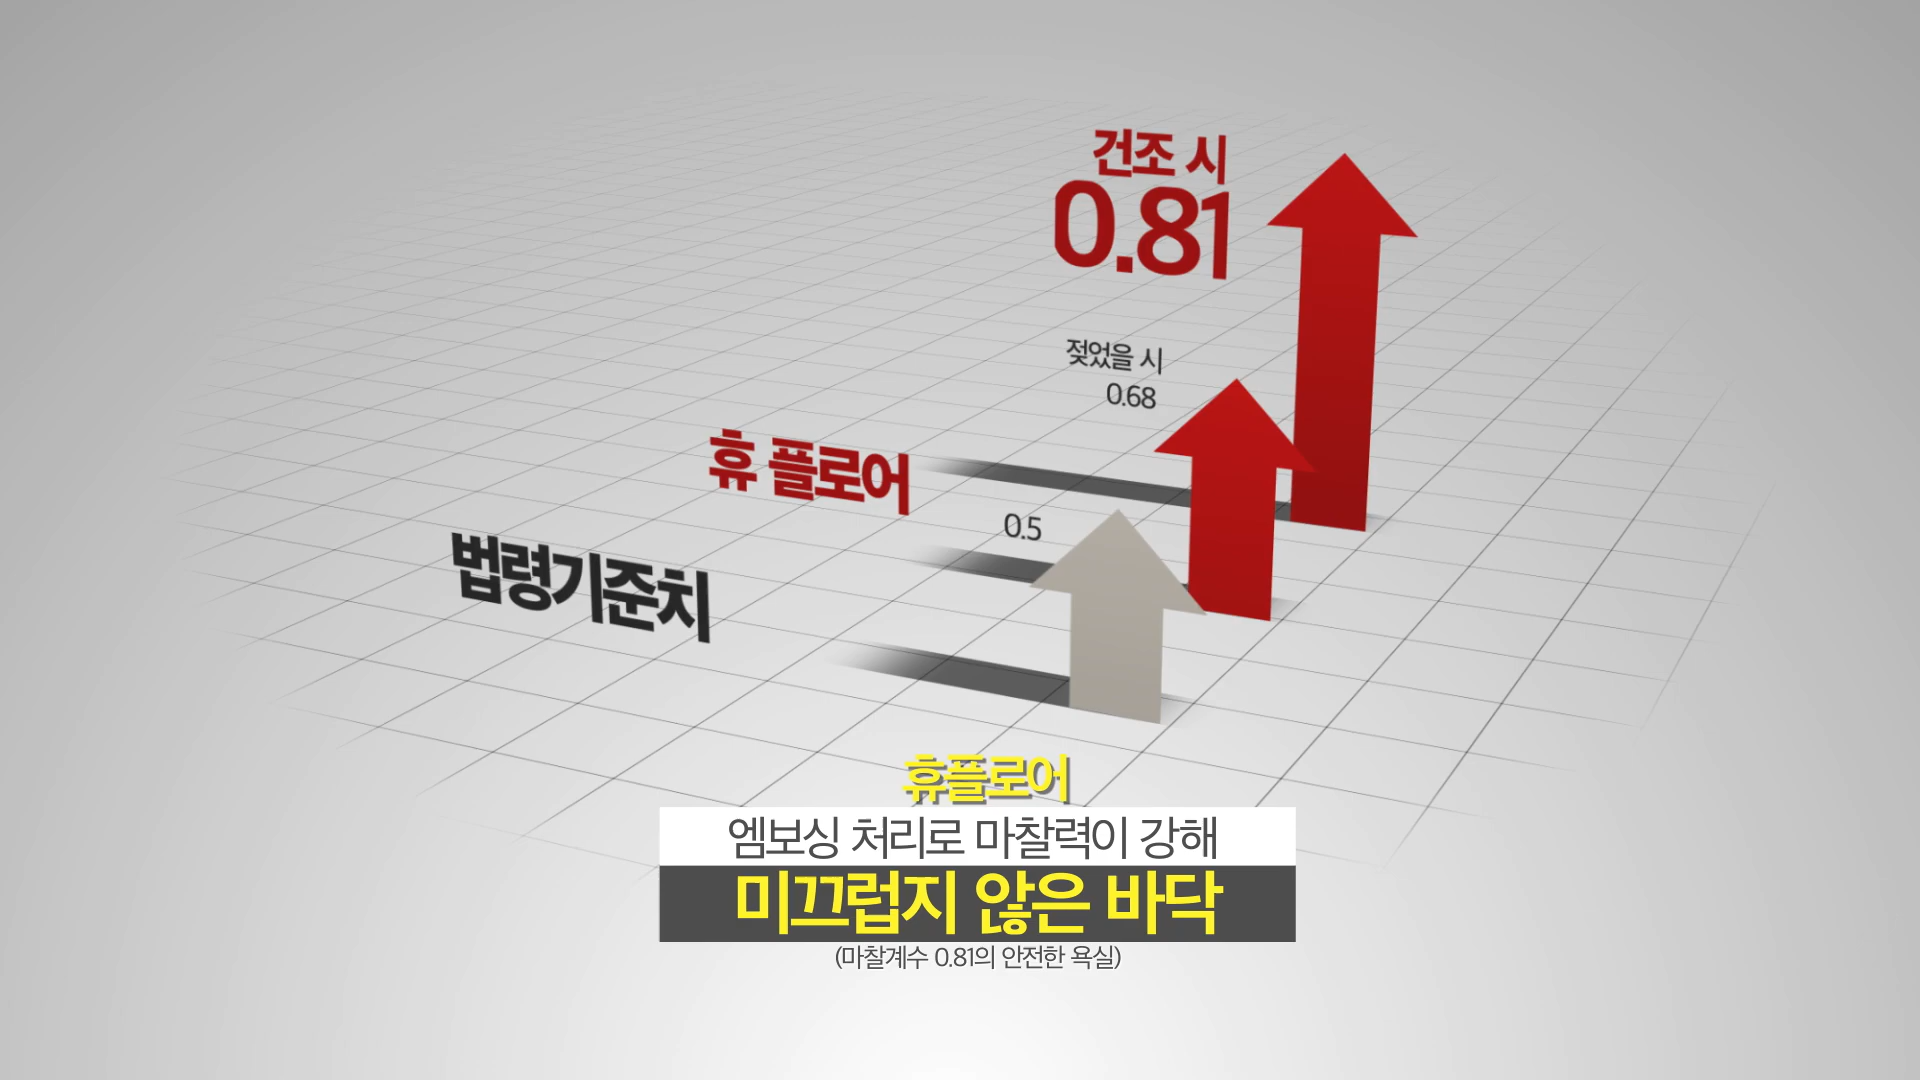 건조 시
0.81
젖었을 시
0.68
휴 플로어
0.5
법령기준치
휴플로어
엠보싱 처리로 마찰력이 강해
미끄럽지 않은 바닥
(마찰계수 0.81의 안전한 욕실)